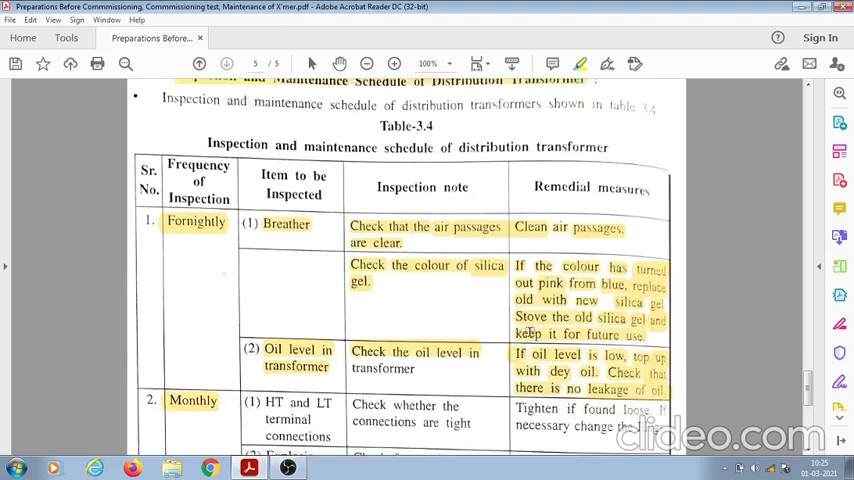 Preparations Before Commmissioning, Commmissioning test, Maintenance of X'mer.pdf - Adobe Acrobat Reader DC (32-bit)
File Edit View Sign Window Help
Home Tools Preparations Before... × Sign In
5 / 5 100%
and Maintenance Schedule of Distribution Transformer :
• Inspection and maintenance schedule of distribution transformers shown in table 3.4
Table-3.4
Inspection and maintenance schedule of distribution transformer
Sr. No. Frequency of Inspection Item to be Inspected Inspection note Remedial measures
1. Fornightly (1) Breather Check that the air passages Clean air passages.
are clear.
Check the colour of silica If the colour has turned
gel. out pink from blue, replace
old with new silica gel
Stove the old silica gel and
keep it for future use.
(2) Oil level in Check the oil level in If oil level is low, top up
transformer transformer with dey oil. Check that
there is no leakage of oil
2. Monthly (1) HT and LT Check whether the Tighten if found loose. If
terminal connections are tight necessary change the
connections
clideo.com
10:25
01-03-2021